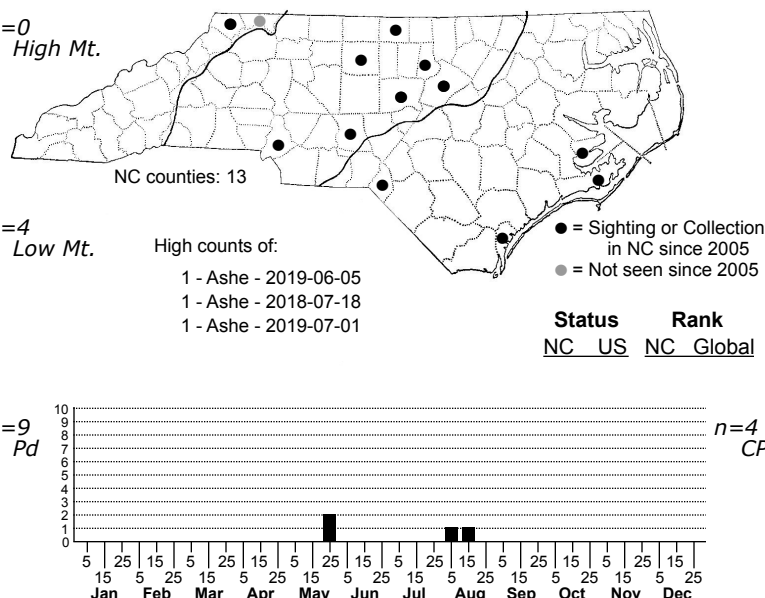 =0
High Mt.
NC counties: 13
=4
Low Mt.
High counts of:
1 - Ashe - 2019-06-05
1 - Ashe - 2018-07-18
1 - Ashe - 2019-07-01
● = Sighting or Collection
in NC since 2005
● = Not seen since 2005
Status Rank
NC US NC Global
=9
Pd
n=4
CP
10
9
8
7
6
5
4
3
2
1
0
5 25 15 5 25 15 5 25 15 5 25 15 5 25 15 5 25 15
15 5 25 15 5 25 15 5 25 15 5 25 15 5 25 15 5 25
Jan Feb Mar Apr May Jun Jul Aug Sep Oct Nov Dec